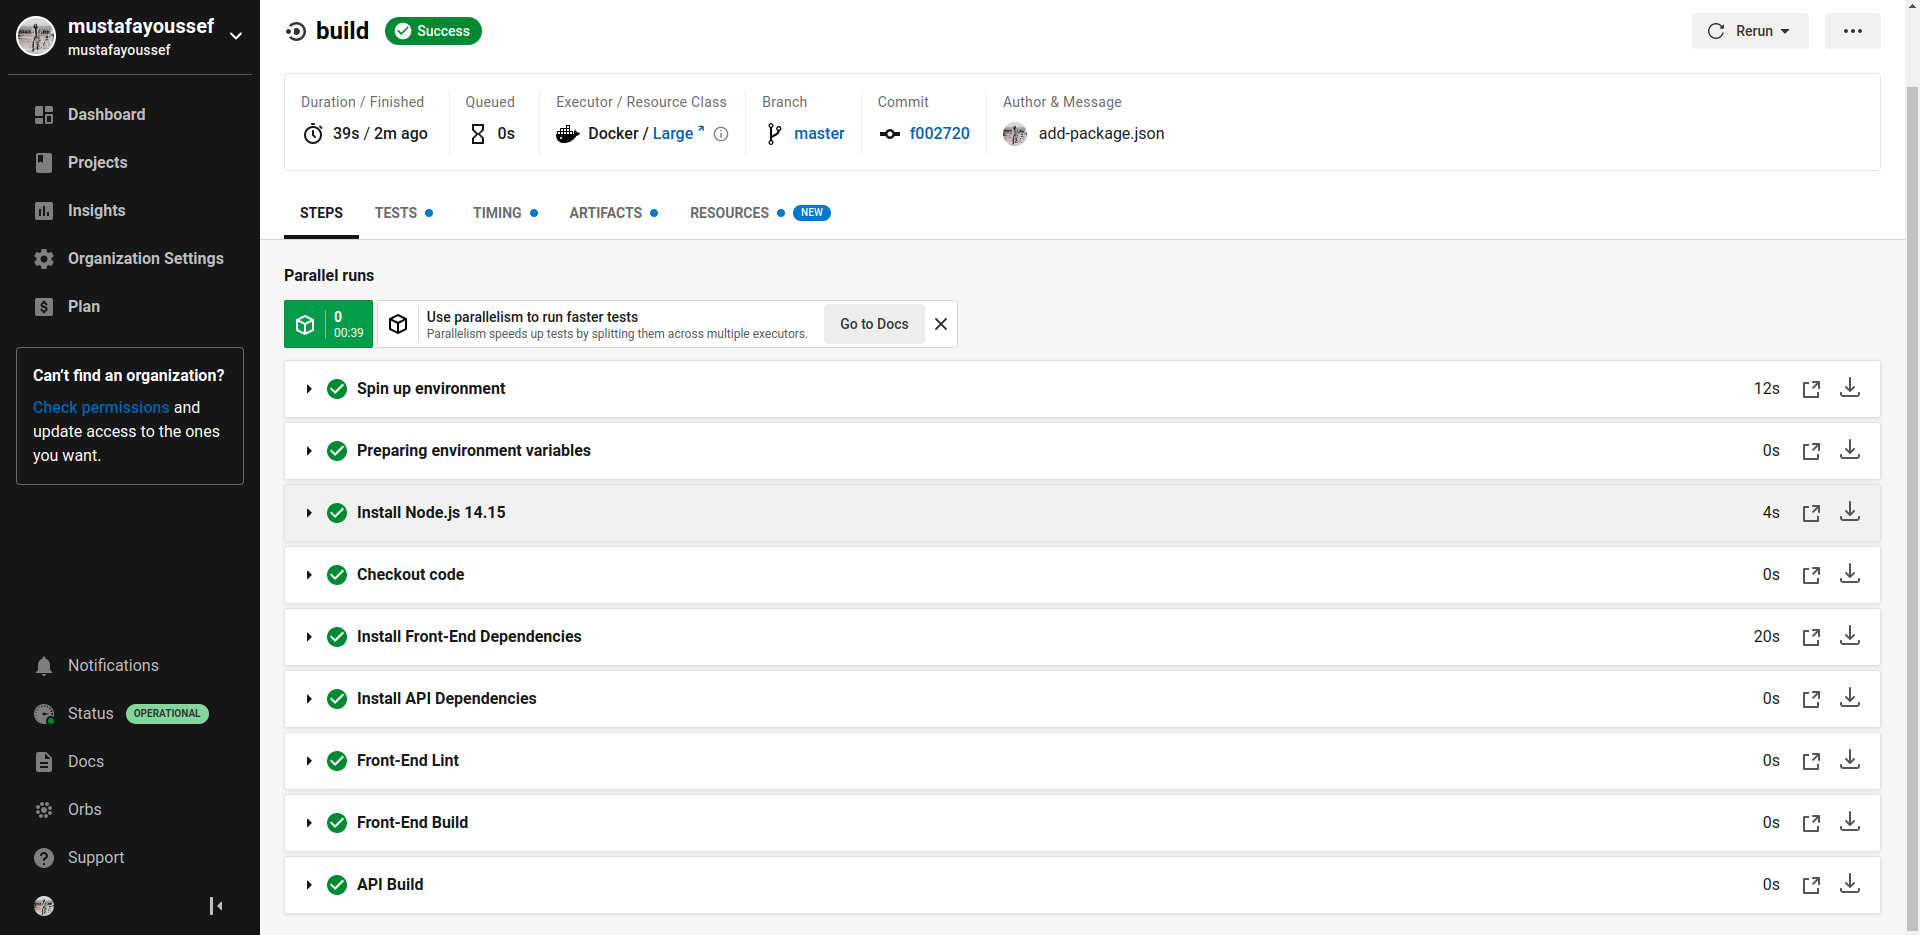 mustafayoussef
mustafayoussef
Dashboard
Projects
Insights
Organization Settings
Plan
Can't find an organization?
Check permissions and
update access to the ones
you want.
Notifications
Status OPERATIONAL
Docs
Orbs
Support
build Success
Rerun
Duration / Finished
39s / 2m ago
Queued
0s
Executor / Resource Class
Docker / Large
Branch
master
Commit
f002720
Author & Message
add-package.json
STEPS TESTS TIMING ARTIFACTS RESOURCES NEW
Parallel runs
0
00:39
Use parallelism to run faster tests
Parallelism speeds up tests by splitting them across multiple executors.
Go to Docs
Spin up environment 12s
Preparing environment variables 0s
Install Node.js 14.15 4s
Checkout code 0s
Install Front-End Dependencies 20s
Install API Dependencies 0s
Front-End Lint 0s
Front-End Build 0s
API Build 0s